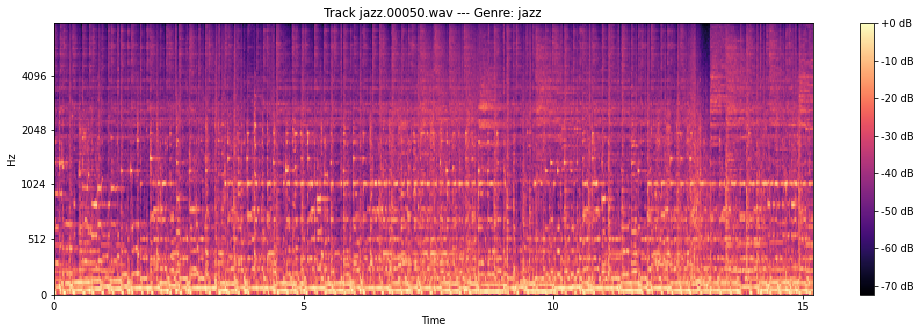 Track jazz.00050.wav --- Genre: jazz
Hz
4096
2048
1024
512
0
0
5
10
15
Time
+0 dB
-10 dB
-20 dB
-30 dB
-40 dB
-50 dB
-60 dB
-70 dB